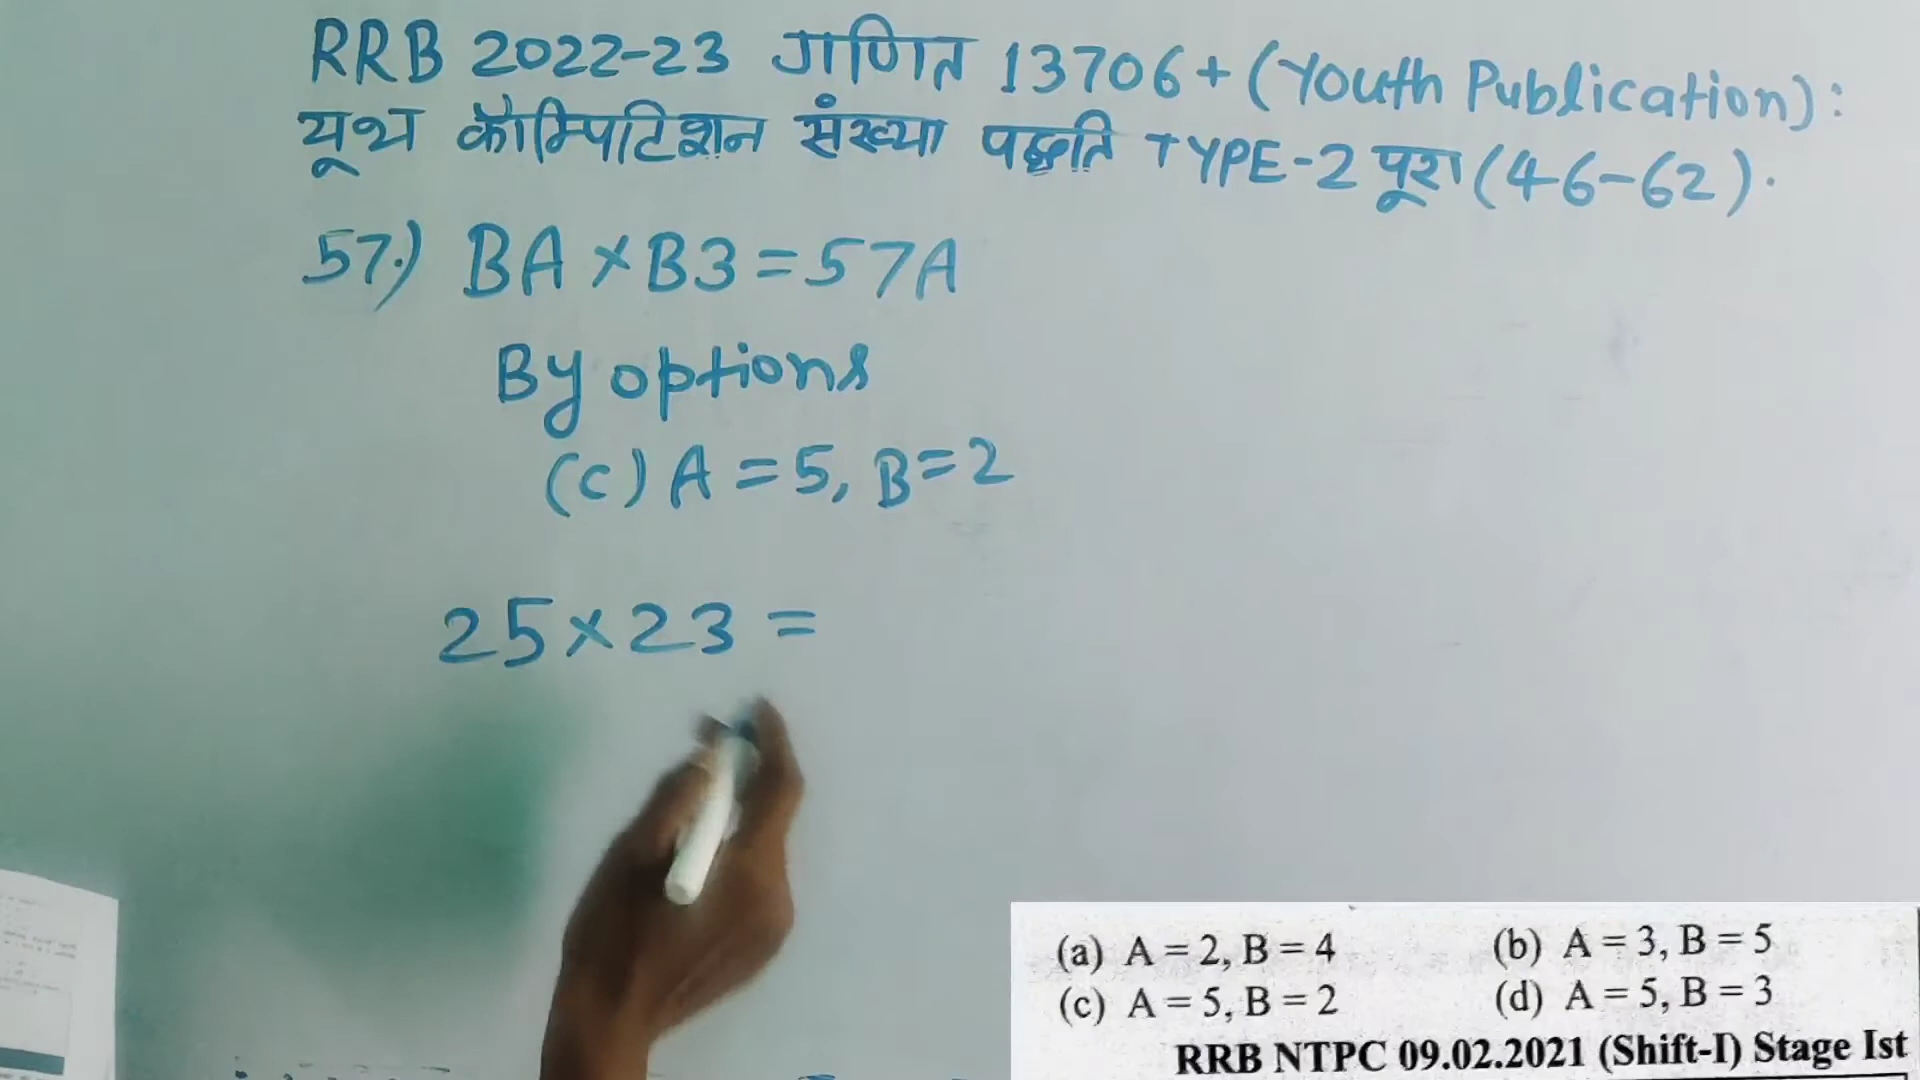 RRB 2022-23 गणित 13706+ (Youth Publication):
यूथ कौम्पिटिशन संख्या पद्धति TYPE-2 पूरा (46-62).
57.) BA×B3=57A
By options
(c) A=5, B=2
25×23=
(a) A = 2, B = 4 (b) A = 3, B = 5
(c) A = 5, B = 2 (d) A = 5, B = 3
RRB NTPC 09.02.2021 (Shift-I) Stage Ist